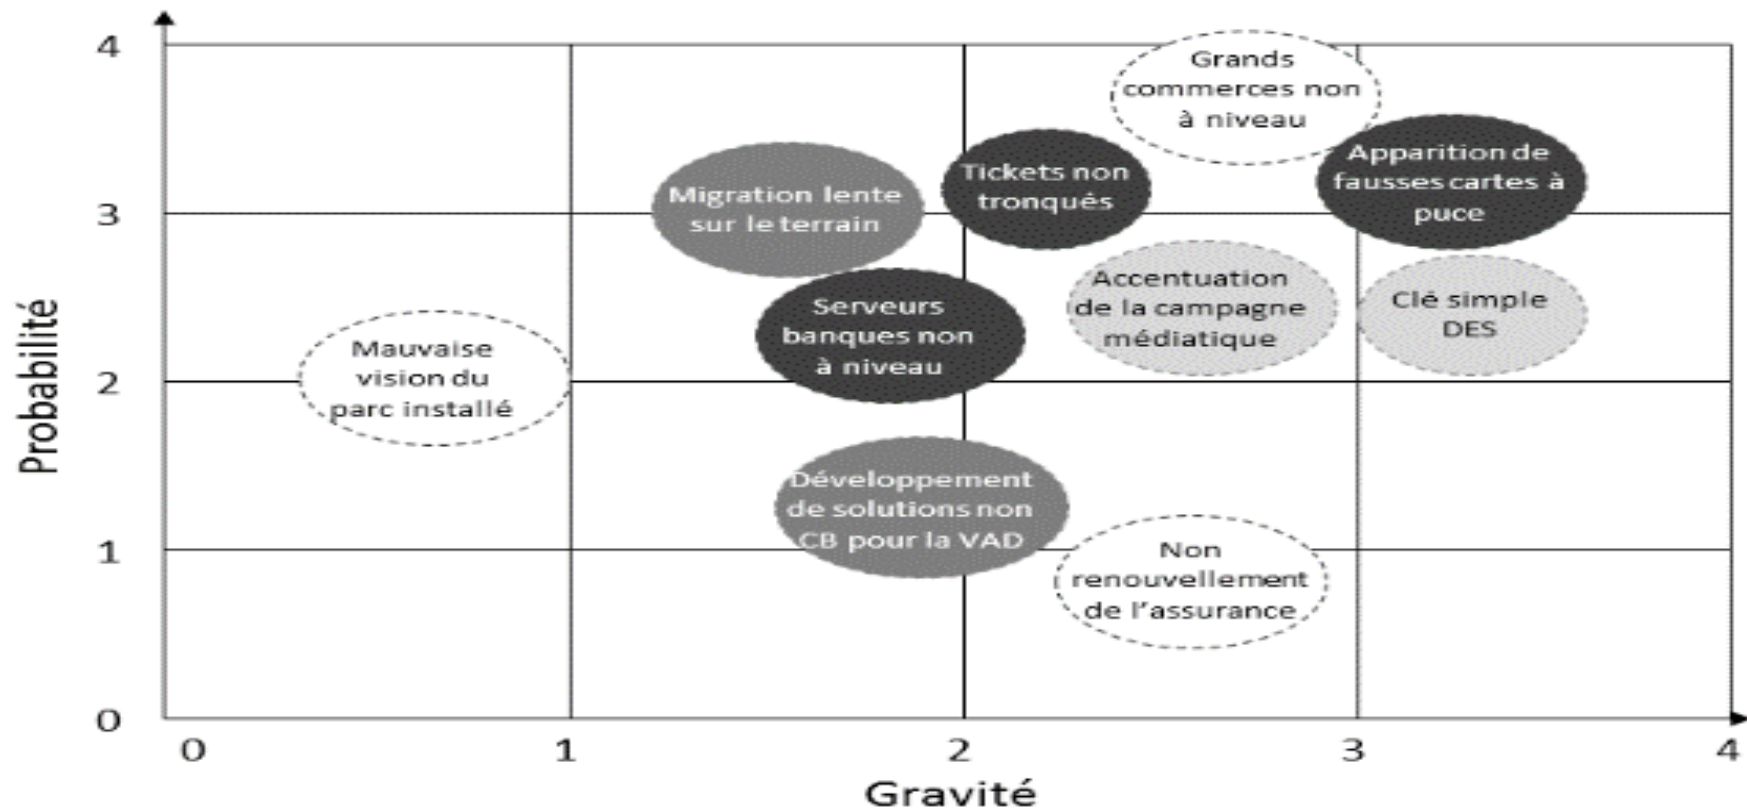 Probabilité
4
3
2
1
0
Grands
commerces non
à niveau
Apparition de
fausses cartes à
puce
Tickets non
tronqués
Migration lente
sur le terrain
Accentuation
de la campagne
médiatique
Clé simple
DES
Serveurs
banques non
à niveau
Mauvaise
vision du
parc installé
Développement
de solutions non
CB pour la VAD
Non
renouvellement
de l'assurance
0
1
2
3
4
Gravité